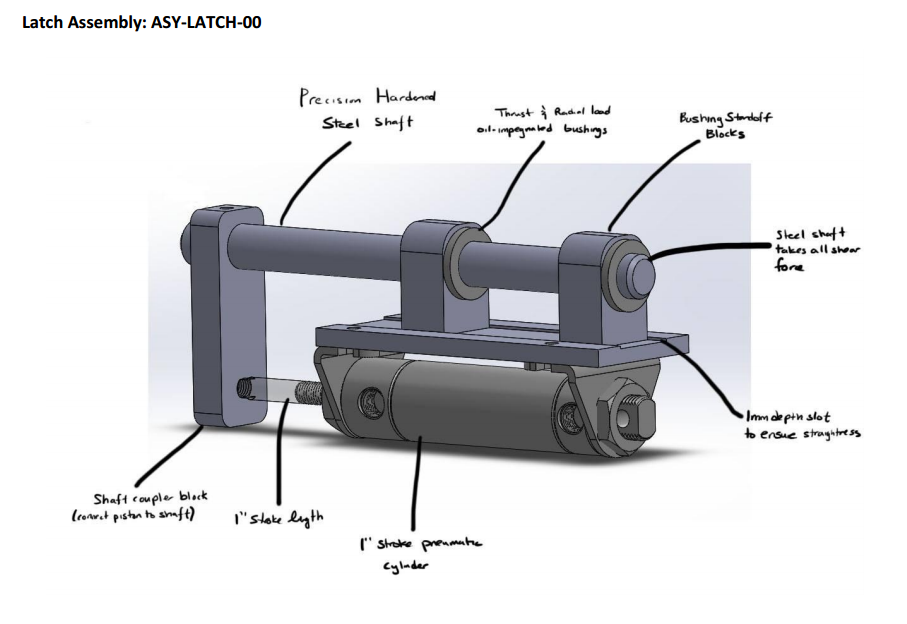 Latch Assembly: ASY-LATCH-00
Precision Hardened
Steel shaft
Thrust & Radial load
oil-impegnated bushings
Bushing Standoff
Blocks
Steel shaft
takes all shear
force
1mm depth slot
to ensue straightness
Shaft coupler block
(connect piston to shaft)
1" stoke length
1" stroke pneumatic
cylinder